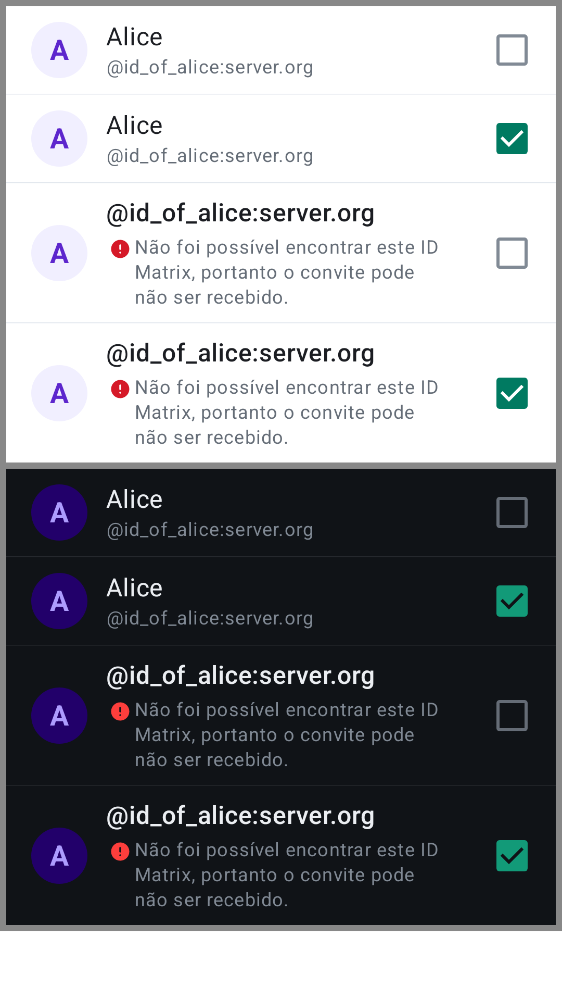 A
Alice
@id_of_alice:server.org
A
Alice
@id_of_alice:server.org
A
@id_of_alice:server.org
Não foi possível encontrar este ID
Matrix, portanto o convite pode
não ser recebido.
A
@id_of_alice:server.org
Não foi possível encontrar este ID
Matrix, portanto o convite pode
não ser recebido.
A
Alice
@id_of_alice:server.org
A
Alice
@id_of_alice:server.org
A
@id_of_alice:server.org
Não foi possível encontrar este ID
Matrix, portanto o convite pode
não ser recebido.
A
@id_of_alice:server.org
Não foi possível encontrar este ID
Matrix, portanto o convite pode
não ser recebido.